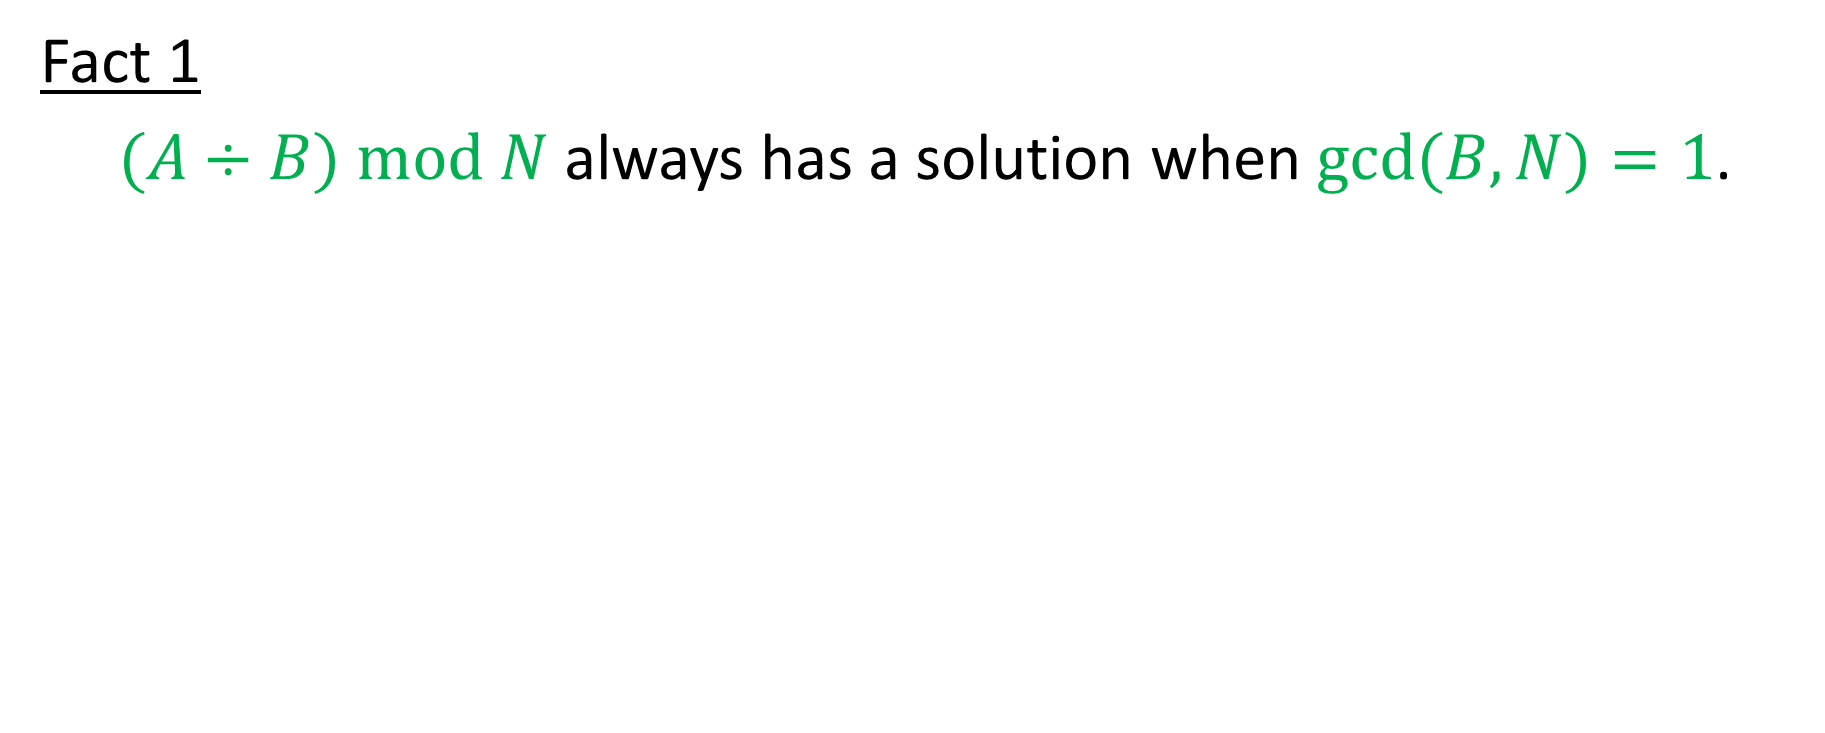 Fact 1
(A ÷ B) mod N always has a solution when gcd(B, N) = 1.